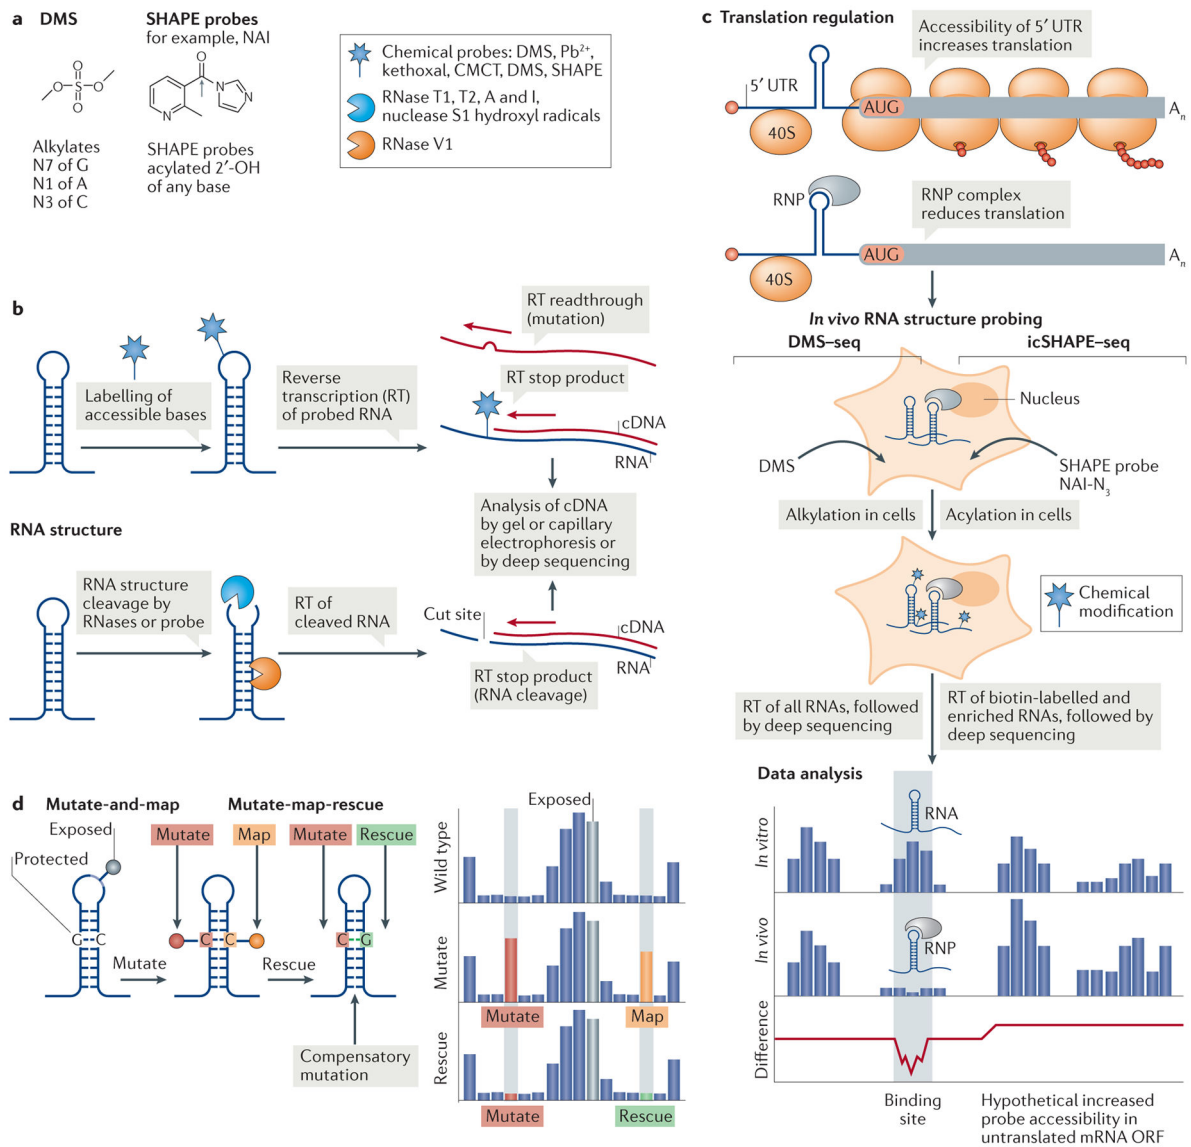 a DMS
SHAPE probes
for example, NAI
O
O
S
O
O
O
N
N
N
Alkylates
N7 of G
N1 of A
N3 of C
SHAPE probes
acylated 2′-OH
of any base
Chemical probes: DMS, Pb²⁺,
kethoxal, CMCT, DMS, SHAPE
RNase T1, T2, A and I,
nuclease S1 hydroxyl radicals
RNase V1
b
Labelling of
accessible bases
Reverse
transcription (RT)
of probed RNA
RT readthrough
(mutation)
RT stop product
cDNA
RNA
Analysis of cDNA
by gel or capillary
electrophoresis or
by deep sequencing
RNA structure
RNA structure
cleavage by
RNases or probe
RT of
cleaved RNA
Cut site
cDNA
RNA
RT stop product
(RNA cleavage)
c Translation regulation
Accessibility of 5′ UTR
increases translation
5′ UTR
40S
AUG
Aₙ
RNP
RNP complex
reduces translation
40S
AUG
Aₙ
In vivo RNA structure probing
DMS–seq
icSHAPE–seq
Nucleus
DMS
SHAPE probe
NAI-N₃
Alkylation in cells
Acylation in cells
Chemical
modification
RT of all RNAs, followed
by deep sequencing
RT of biotin-labelled and
enriched RNAs, followed by
deep sequencing
Data analysis
In vitro
RNA
In vivo
RNP
Difference
Binding
site
Hypothetical increased
probe accessibility in
untranslated mRNA ORF
d Mutate-and-map
Mutate-map-rescue
Exposed
Protected
Mutate
Map
Mutate
Rescue
G C
C C
C G
Mutate
Rescue
Compensatory
mutation
Exposed
Wild type
Mutate
Mutate
Map
Rescue
Mutate
Rescue